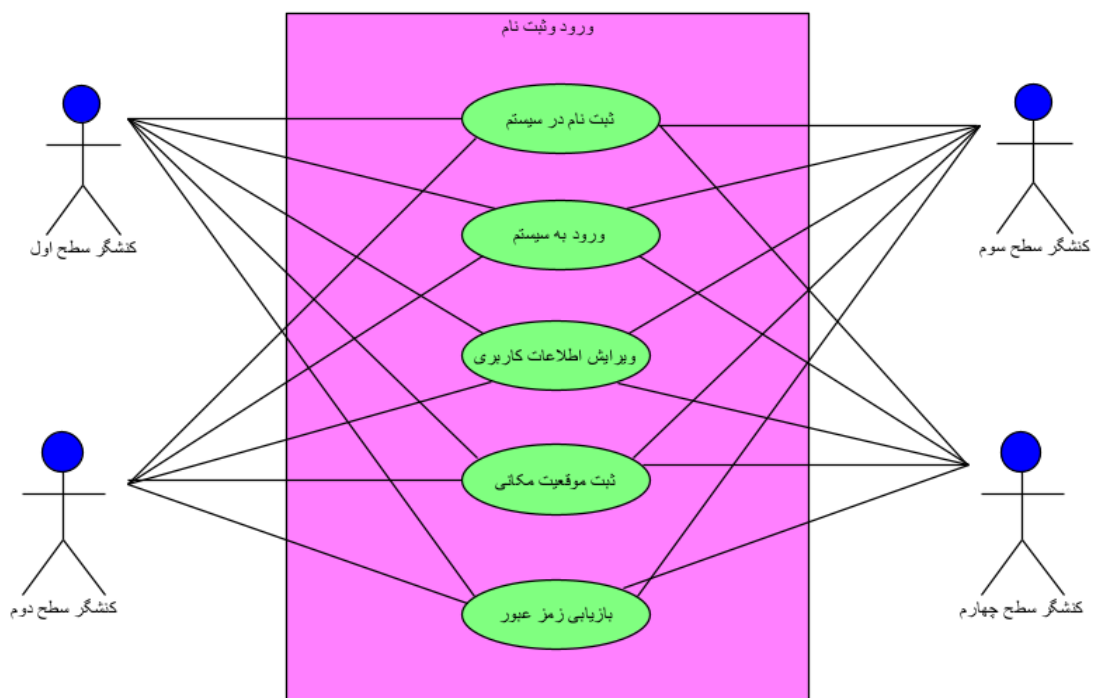 ورود وثبت نام
ثبت نام در سیستم
کنشگر سطح اول
کنشگر سطح سوم
ورود به سیستم
ویرایش اطلاعات کاربری
ثبت موقعیت مکانی
کنشگر سطح دوم
کنشگر سطح چهارم
بازیابی زمز عبور